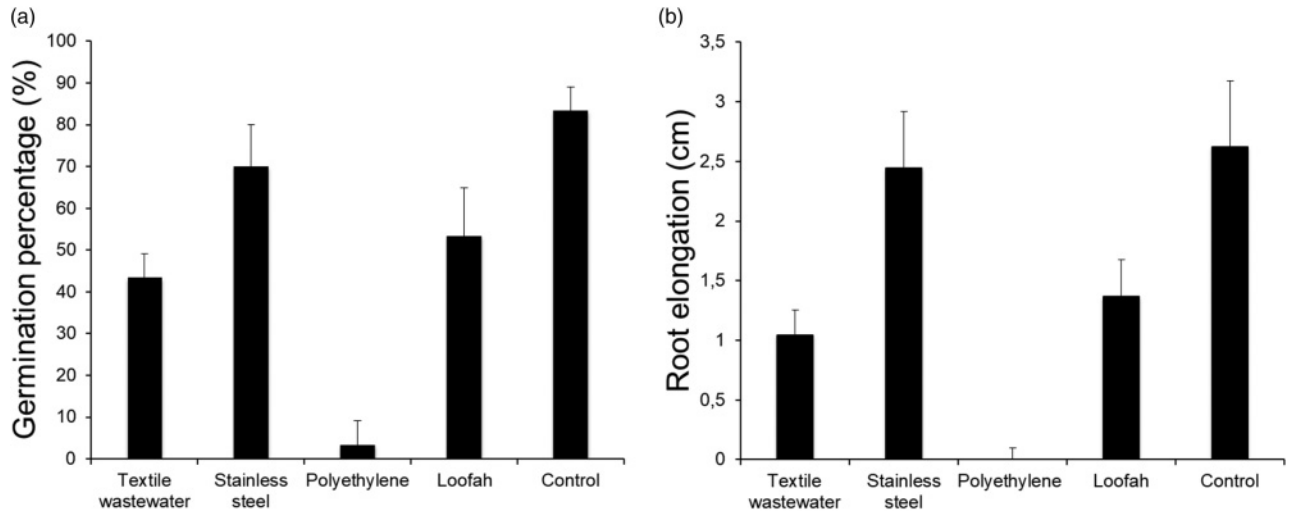 (a)
Germination percentage (%)
100
90
80
70
60
50
40
30
20
10
0
Textile
wastewater
Stainless
steel
Polyethylene
Loofah
Control
(b)
Root elongation (cm)
3,5
3
2,5
2
1,5
1
0,5
0
Textile
wastewater
Stainless
steel
Polyethylene
Loofah
Control